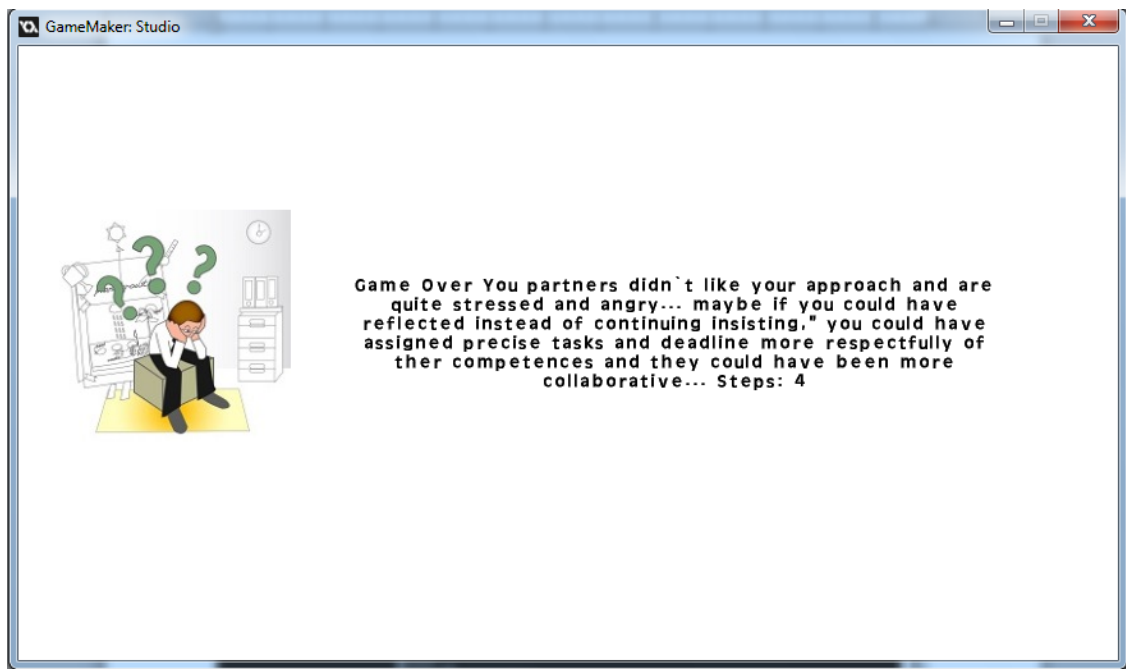 GameMaker: Studio
Game Over You partners didn`t like your approach and are
quite stressed and angry... maybe if you could have
reflected instead of continuing insisting," you could have
assigned precise tasks and deadline more respectfully of
ther competences and they could have been more
collaborative... Steps: 4
? ? ?